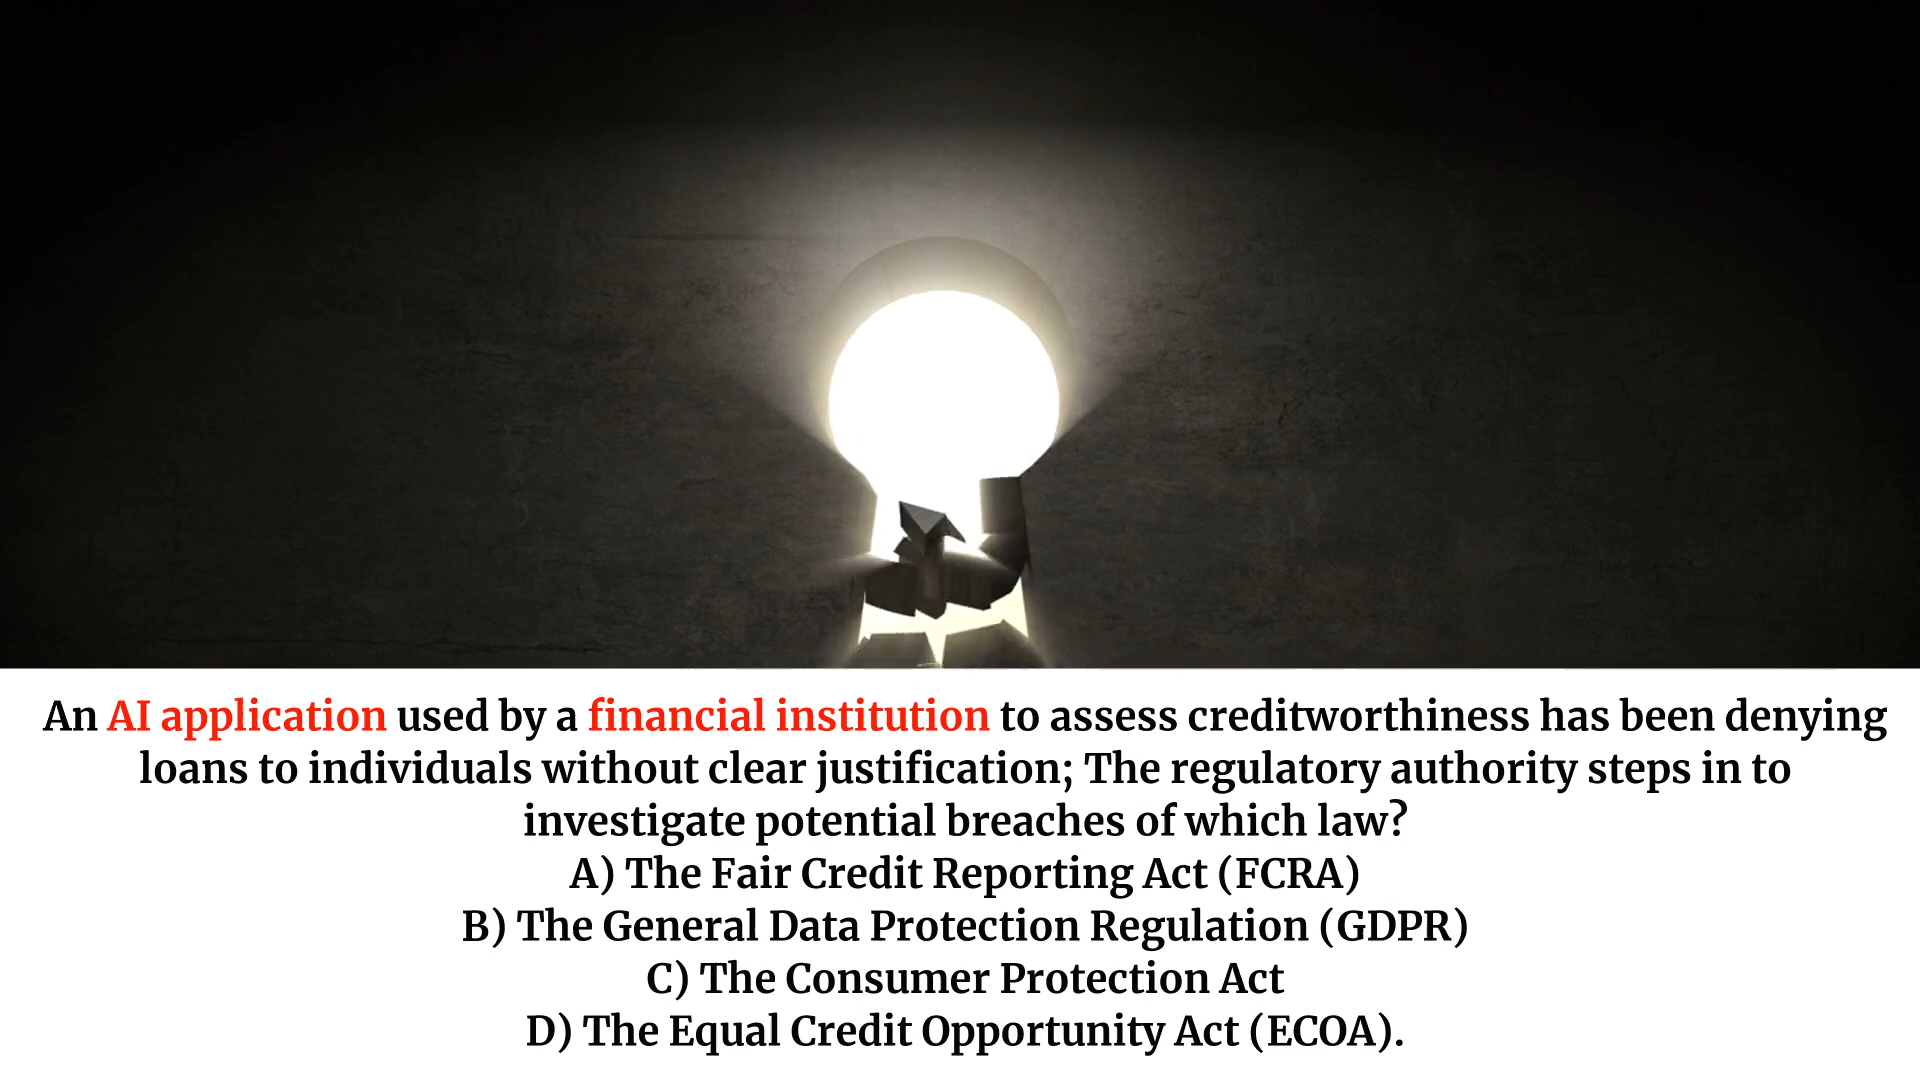 An AI application used by a financial institution to assess creditworthiness has been denying
loans to individuals without clear justification; The regulatory authority steps in to
investigate potential breaches of which law?
A) The Fair Credit Reporting Act (FCRA)
B) The General Data Protection Regulation (GDPR)
C) The Consumer Protection Act
D) The Equal Credit Opportunity Act (ECOA).